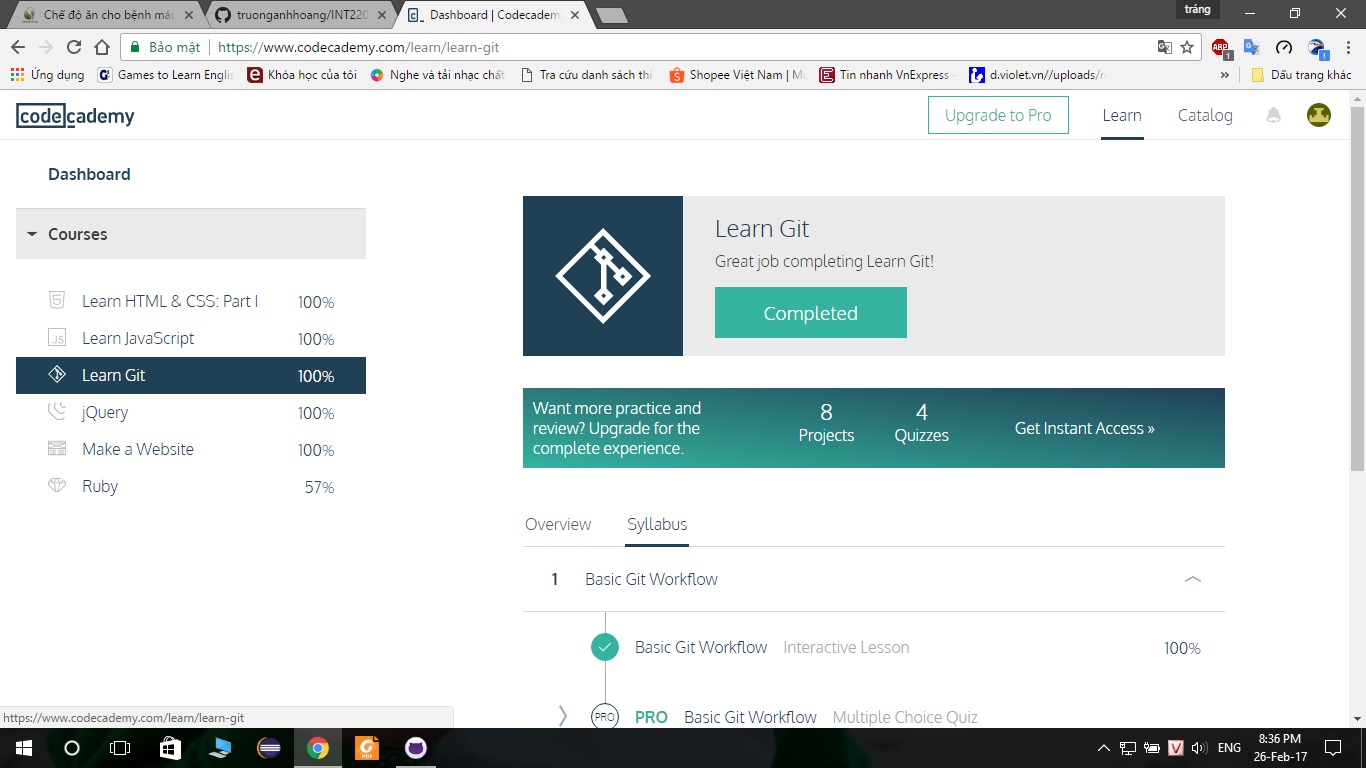 Chế độ ăn cho bệnh máu
truonganhhoang/INT220
Dashboard | Codecadem
tráng
Bảo mật
https://www.codecademy.com/learn/learn-git
ABP
1
Ứng dụng
Games to Learn Englis
Khóa học của tôi
Nghe và tải nhạc chất
Tra cứu danh sách thi
Shopee Việt Nam | Mu
Tin nhanh VnExpress -
d.violet.vn//uploads/r
»
Dấu trang khác
codecademy
Upgrade to Pro
Learn
Catalog
Dashboard
Courses
Learn HTML & CSS: Part I 100%
JS Learn JavaScript 100%
Learn Git 100%
jQuery 100%
Make a Website 100%
Ruby 57%
Learn Git
Great job completing Learn Git!
Completed
Want more practice and
review? Upgrade for the
complete experience.
8
Projects
4
Quizzes
Get Instant Access »
Overview
Syllabus
1 Basic Git Workflow
Basic Git Workflow Interactive Lesson 100%
PRO PRO Basic Git Workflow Multiple Choice Quiz
https://www.codecademy.com/learn/learn-git
PDF
V
ENG
8:36 PM
26-Feb-17